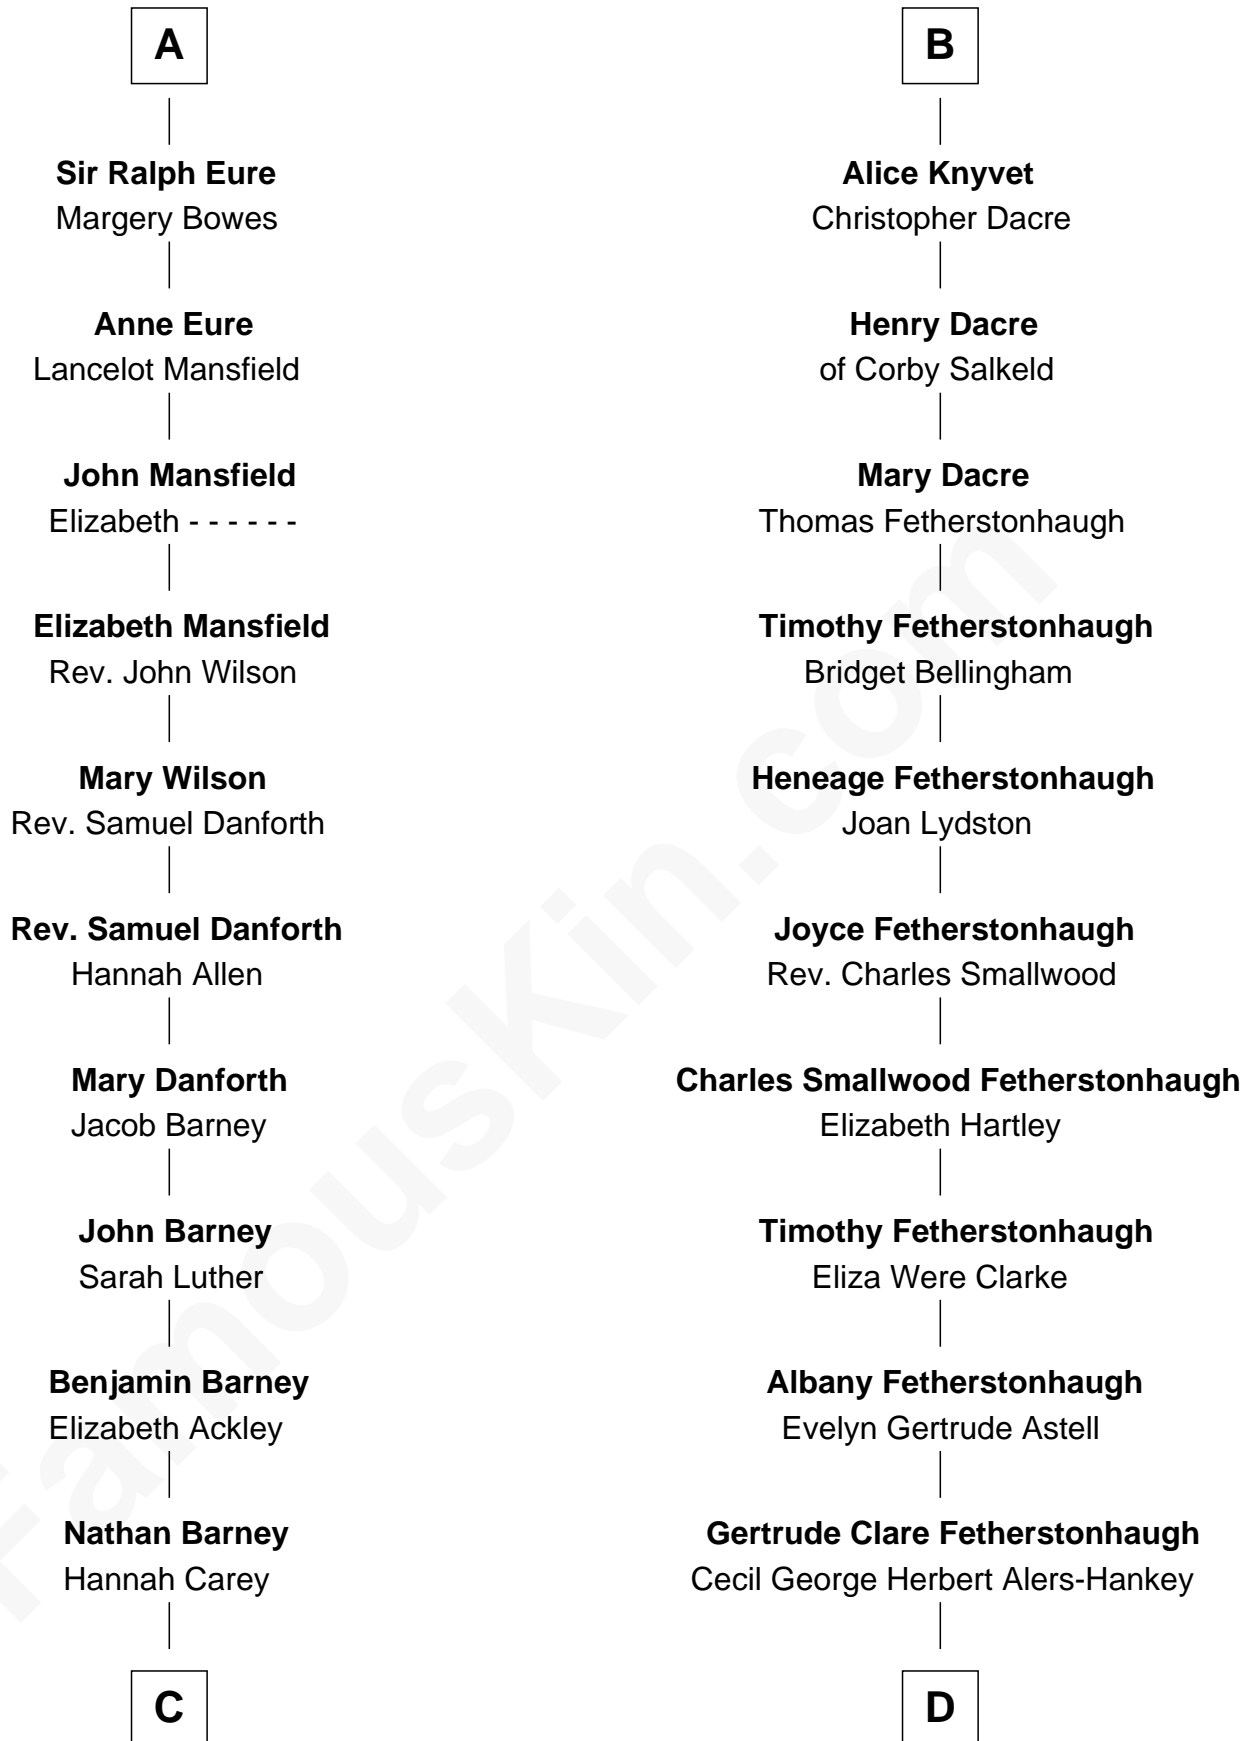 A
Sir Ralph Eure
Margery Bowes
Anne Eure
Lancelot Mansfield
John Mansfield
Elizabeth - - - - - -
Elizabeth Mansfield
Rev. John Wilson
Mary Wilson
Rev. Samuel Danforth
Rev. Samuel Danforth
Hannah Allen
Mary Danforth
Jacob Barney
John Barney
Sarah Luther
Benjamin Barney
Elizabeth Ackley
Nathan Barney
Hannah Carey
C
B
Alice Knyvet
Christopher Dacre
Henry Dacre
of Corby Salkeld
Mary Dacre
Thomas Fetherstonhaugh
Timothy Fetherstonhaugh
Bridget Bellingham
Heneage Fetherstonhaugh
Joan Lydston
Joyce Fetherstonhaugh
Rev. Charles Smallwood
Charles Smallwood Fetherstonhaugh
Elizabeth Hartley
Timothy Fetherstonhaugh
Eliza Were Clarke
Albany Fetherstonhaugh
Evelyn Gertrude Astell
Gertrude Clare Fetherstonhaugh
Cecil George Herbert Alers-Hankey
D
FamousKin.com